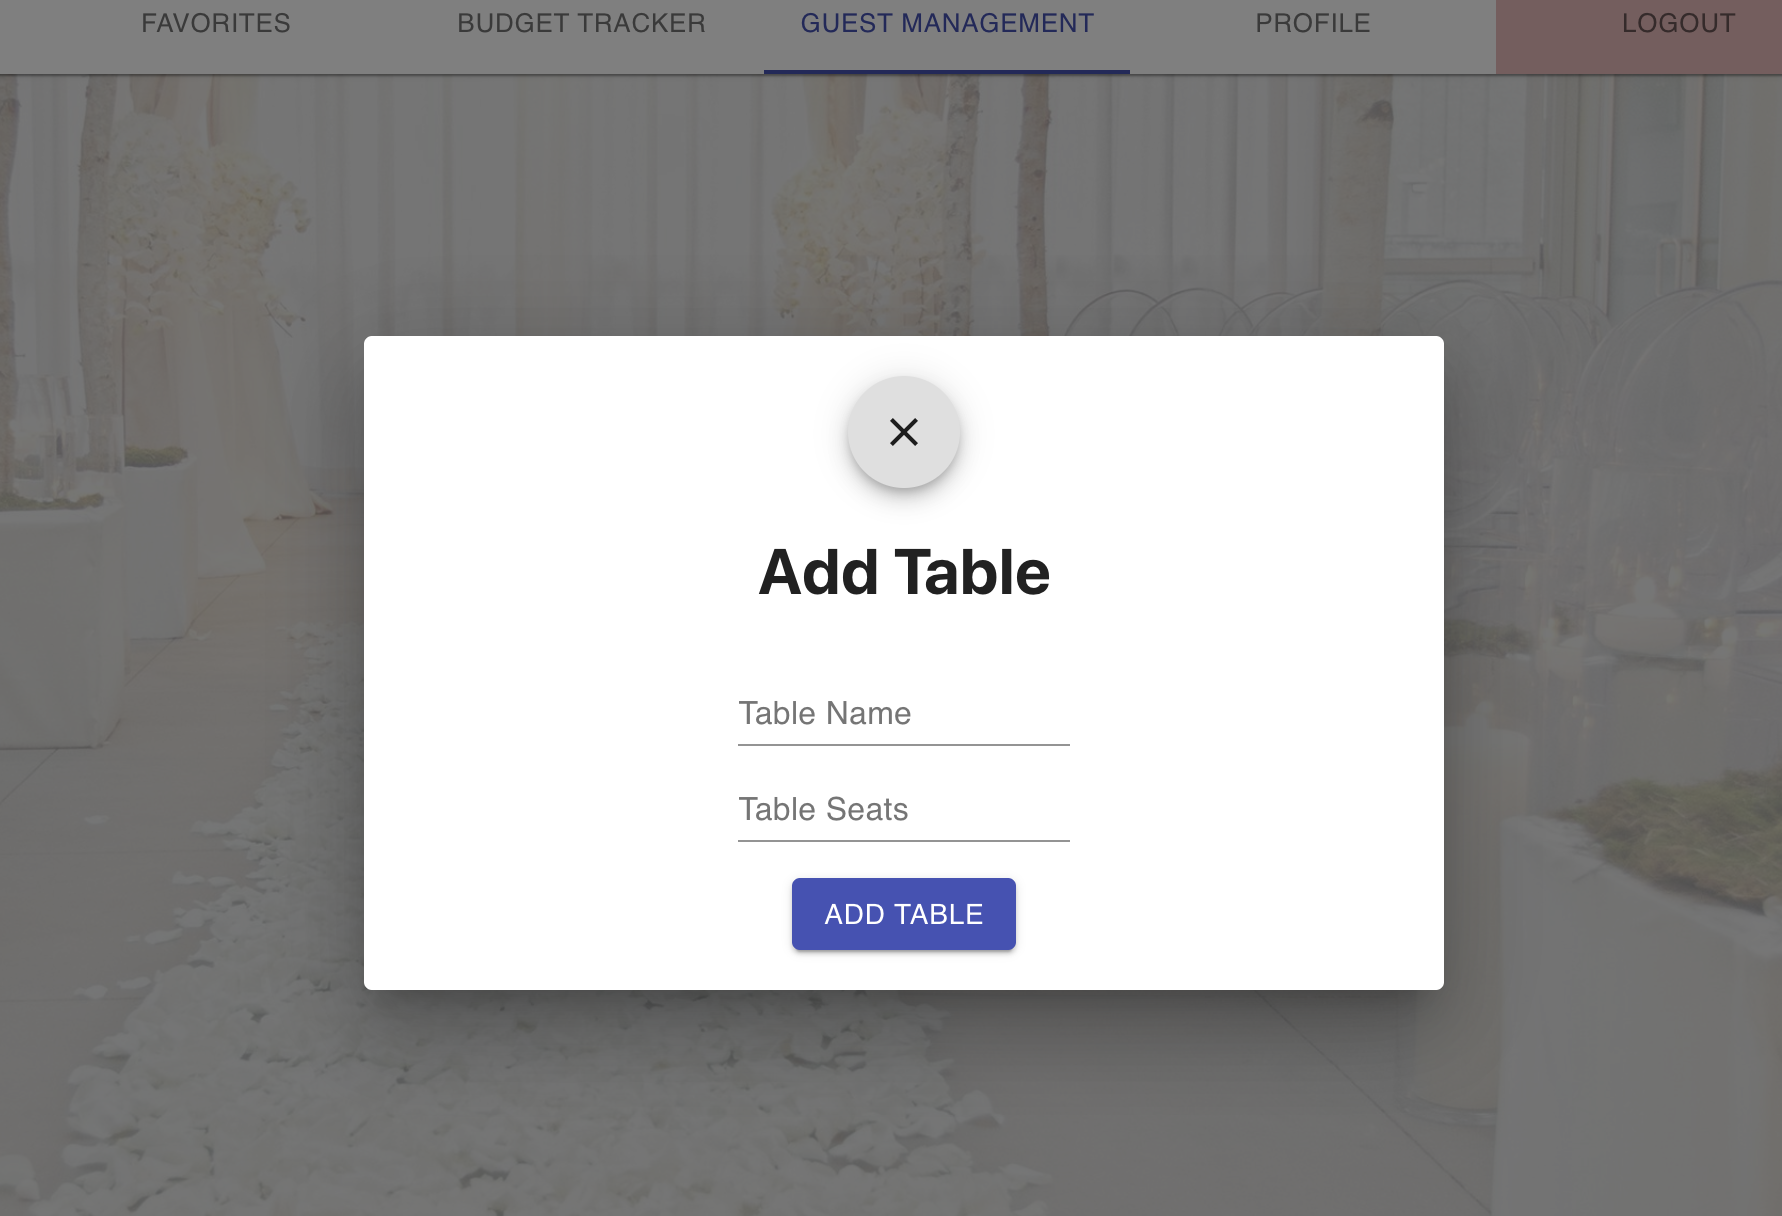 FAVORITES BUDGET TRACKER GUEST MANAGEMENT PROFILE LOGOUT
Add Table
Table Name
Table Seats
ADD TABLE